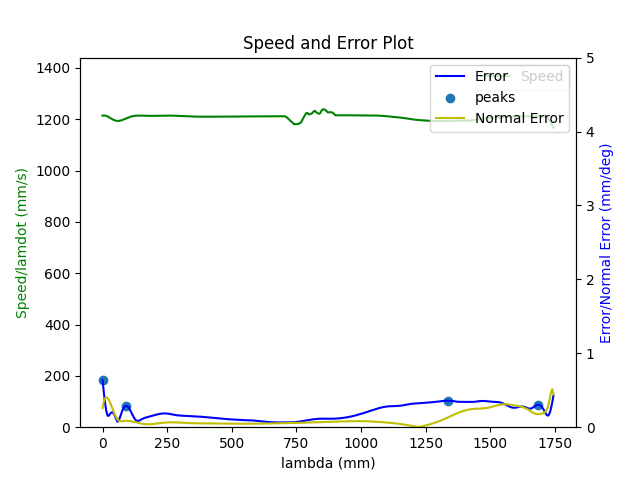 Speed and Error Plot
1400
1200
1000
800
600
400
200
0
Speed/lamdot (mm/s)
5
4
3
2
1
0
Error/Normal Error (mm/deg)
Error
Speed
peaks
Normal Error
0 250 500 750 1000 1250 1500 1750
lambda (mm)